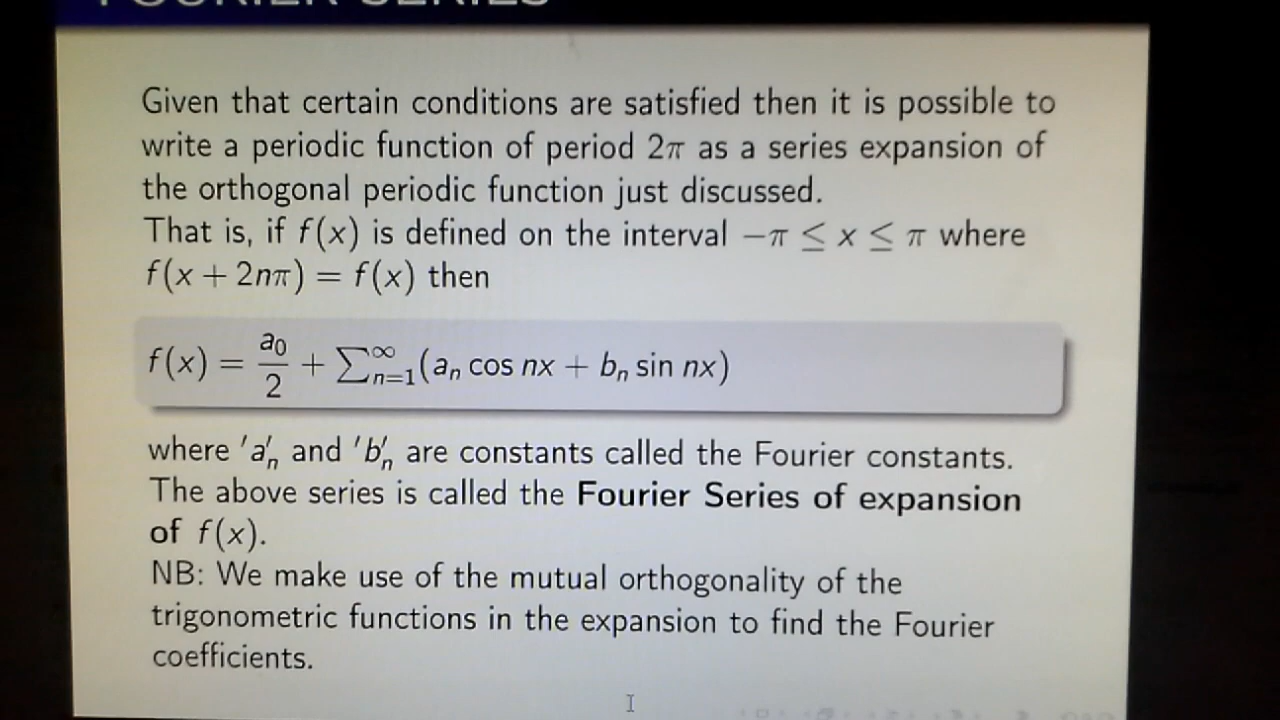 FOURIER SERIES
Given that certain conditions are satisfied then it is possible to
write a periodic function of period 2π as a series expansion of
the orthogonal periodic function just discussed.
That is, if f(x) is defined on the interval −π ≤ x ≤ π where
f(x + 2nπ) = f(x) then
f(x) = a₀/2 + ∑ₙ₌₁^∞(aₙ cos nx + bₙ sin nx)
where ′a′ₙ and ′b′ₙ are constants called the Fourier constants.
The above series is called the Fourier Series of expansion
of f(x).
NB: We make use of the mutual orthogonality of the
trigonometric functions in the expansion to find the Fourier
coefficients.